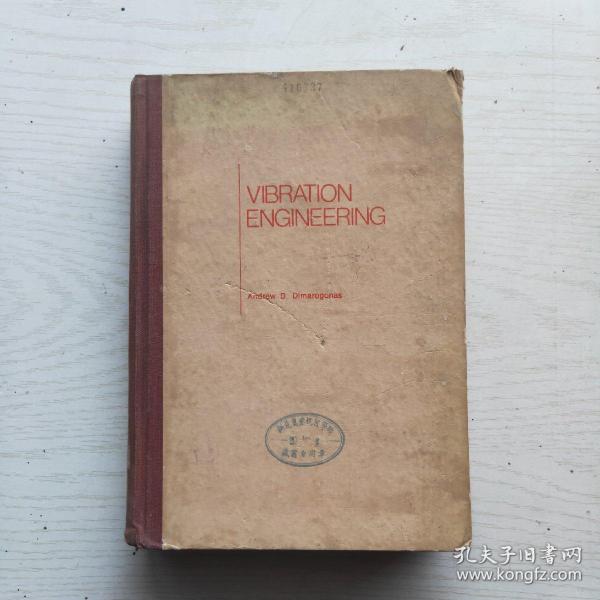 VIBRATION
ENGINEERING
Andrew D. Dimarogonas
孔夫子旧书网
www.kongfz.com